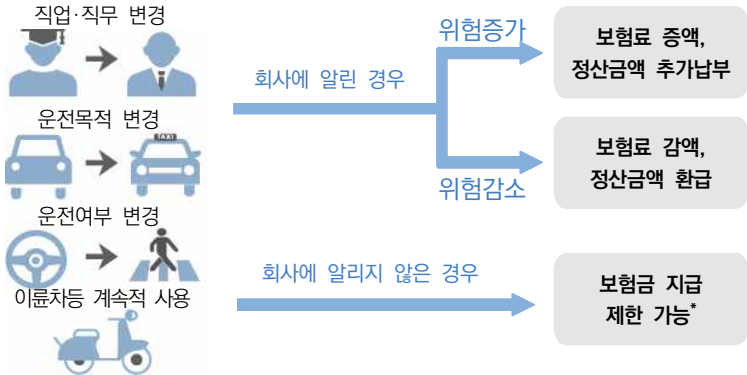 직업·직무 변경
운전목적 변경
TAXI
운전여부 변경
이륜차등 계속적 사용
회사에 알린 경우
위험증가
보험료 증액,
정산금액 추가납부
위험감소
보험료 감액,
정산금액 환급
회사에 알리지 않은 경우
보험금 지급
제한 가능*